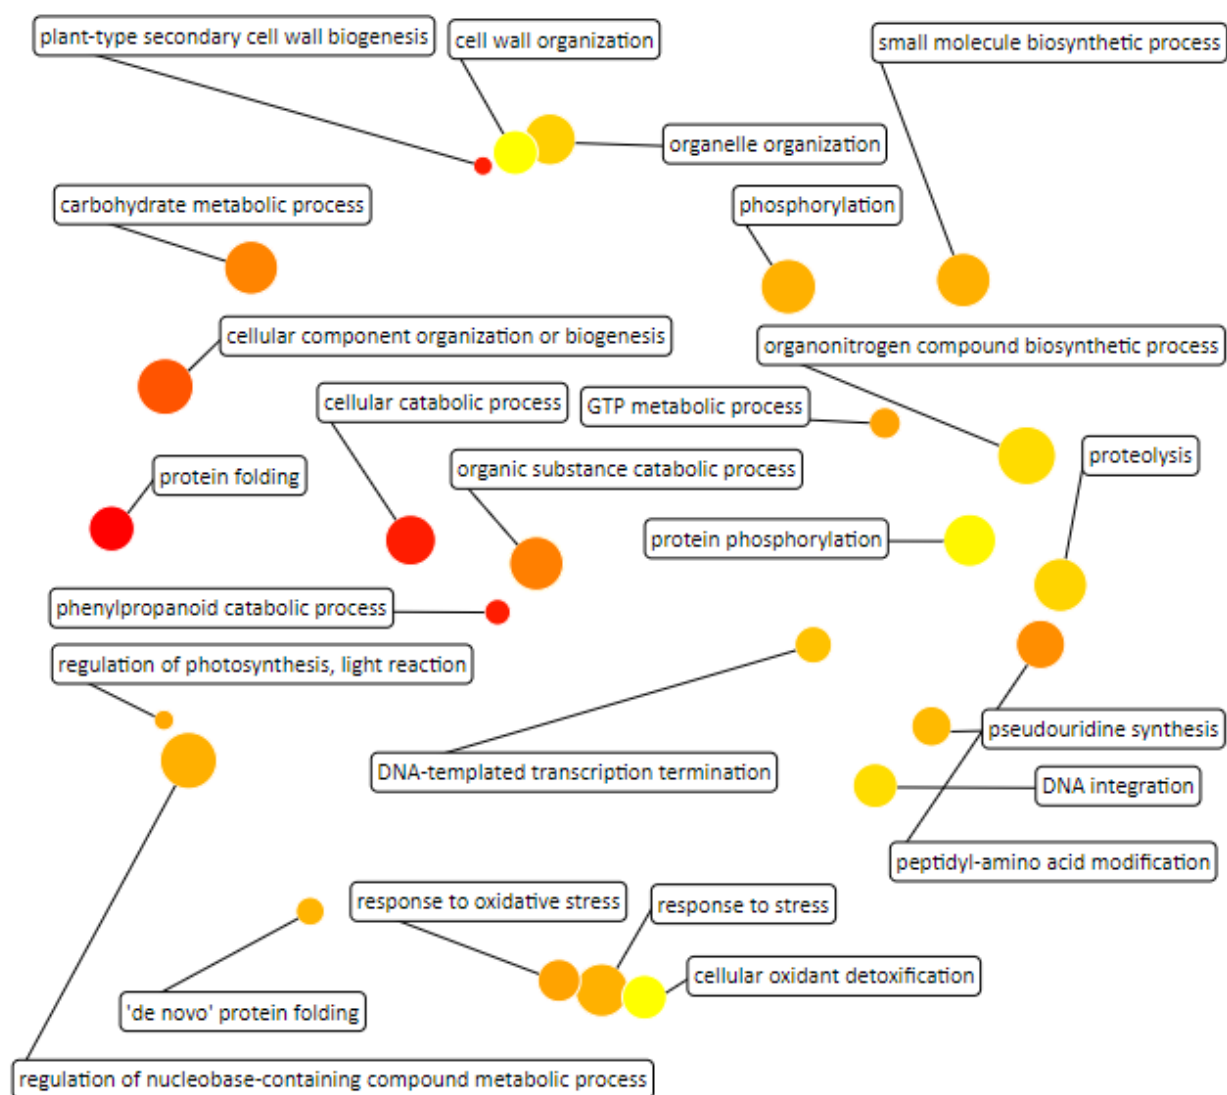 plant-type secondary cell wall biogenesis
cell wall organization
small molecule biosynthetic process
organelle organization
carbohydrate metabolic process
phosphorylation
cellular component organization or biogenesis
organonitrogen compound biosynthetic process
cellular catabolic process
GTP metabolic process
proteolysis
protein folding
organic substance catabolic process
protein phosphorylation
phenylpropanoid catabolic process
regulation of photosynthesis, light reaction
pseudouridine synthesis
DNA-templated transcription termination
DNA integration
peptidyl-amino acid modification
response to oxidative stress
response to stress
cellular oxidant detoxification
'de novo' protein folding
regulation of nucleobase-containing compound metabolic process